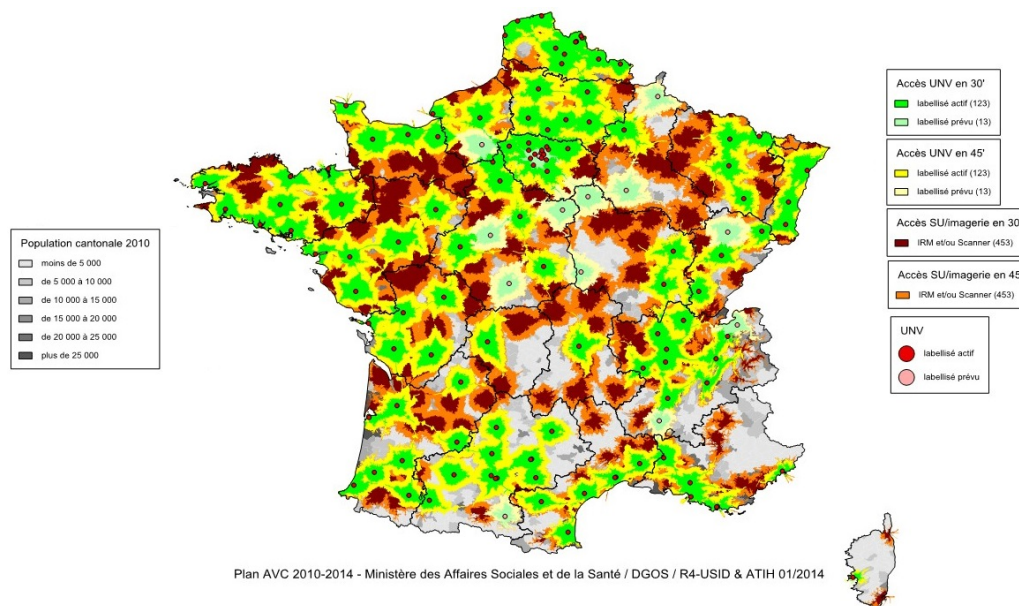 Accès UNV en 30'
labellisé actif (123)
labellisé prévu (13)
Accès UNV en 45'
labellisé actif (123)
labellisé prévu (13)
Accès SU/imagerie en 30
IRM et/ou Scanner (453)
Accès SU/imagerie en 45
IRM et/ou Scanner (453)
UNV
labellisé actif
labellisé prévu
Population cantonale 2010
moins de 5 000
de 5 000 à 10 000
de 10 000 à 15 000
de 15 000 à 20 000
de 20 000 à 25 000
plus de 25 000
Plan AVC 2010-2014 - Ministère des Affaires Sociales et de la Santé / DGOS / R4-USID & ATIH 01/2014